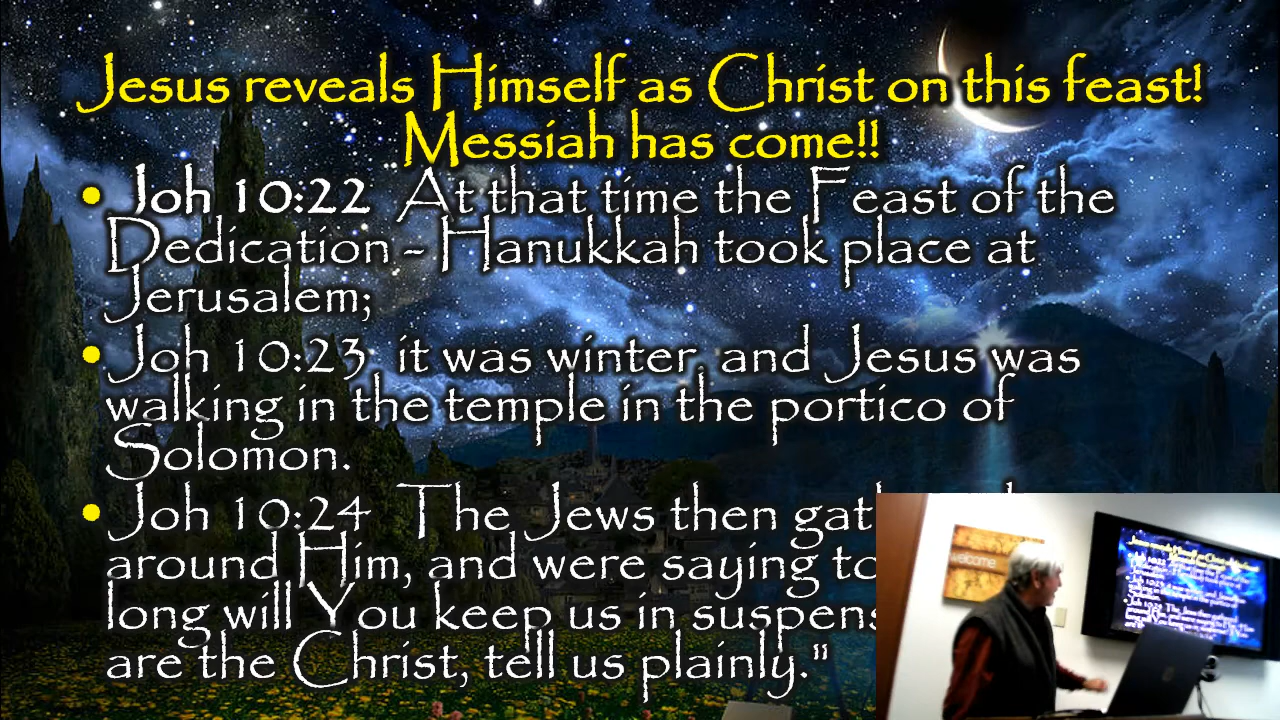 Jesus reveals Himself as Christ on this feast!
Messiah has come!!
• Joh 10:22 At that time the Feast of the
Dedication - Hanukkah took place at
Jerusalem;
• Joh 10:23 it was winter, and Jesus was
walking in the temple in the portico of
Solomon.
• Joh 10:24 The Jews then
around Him, and were saying
long will You keep us in
are the Christ, tell us plainly."
welcome